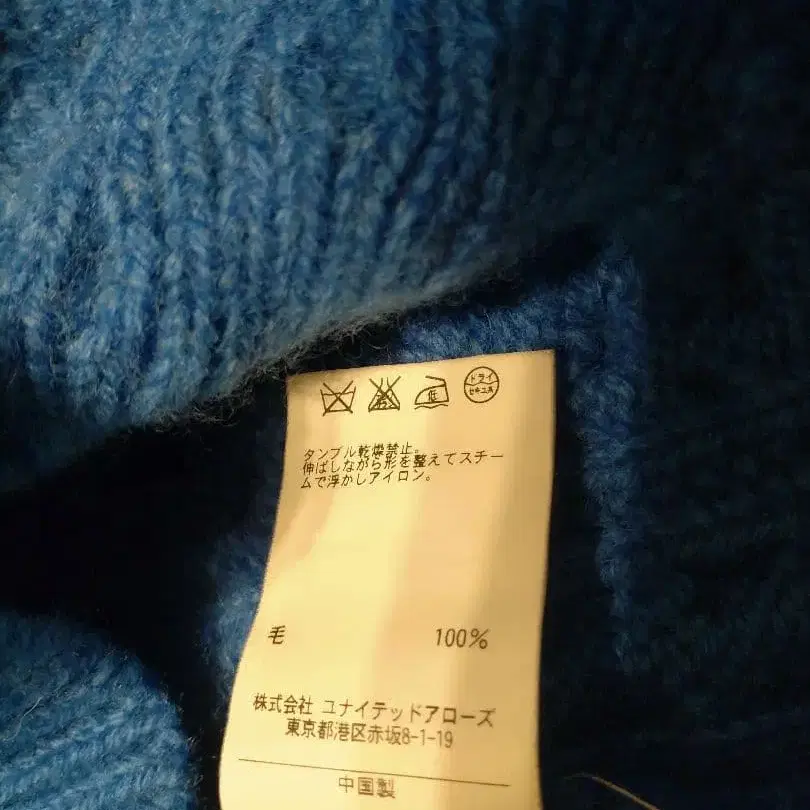 低 ドライ
セキユ系
タンブル乾燥禁止。
伸ばしながら形を整えてスチー
ムで浮かしアイロン。
毛 100%
株式会社 ユナイテッドアローズ
東京都港区赤坂8-1-19
中国製